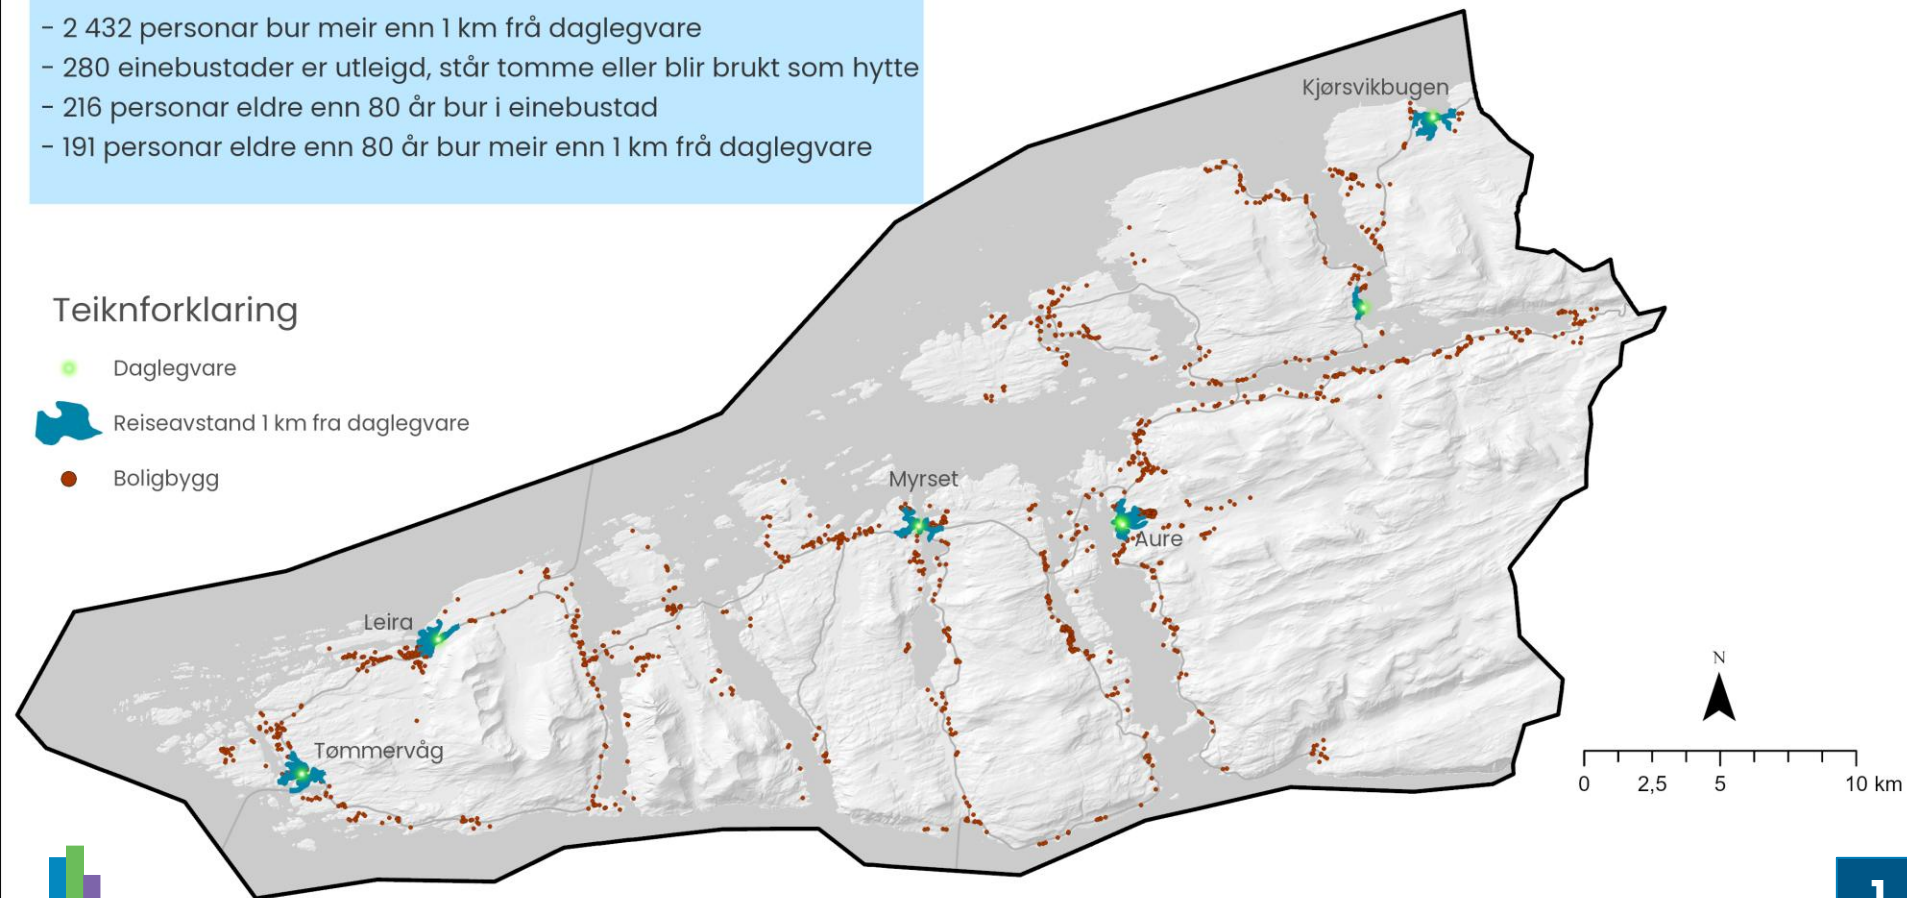 - 2 432 personar bur meir enn 1 km frå daglegvare
- 280 einebustader er utleigd, står tomme eller blir brukt som hytte
- 216 personar eldre enn 80 år bur i einebustad
- 191 personar eldre enn 80 år bur meir enn 1 km frå daglegvare
Kjørsvikbugen
Teiknforklaring
Daglegvare
Reiseavstand 1 km fra daglegvare
Boligbygg
Myrset
Aure
Leira
Tømmervåg
N
0 2,5 5 10 km
1